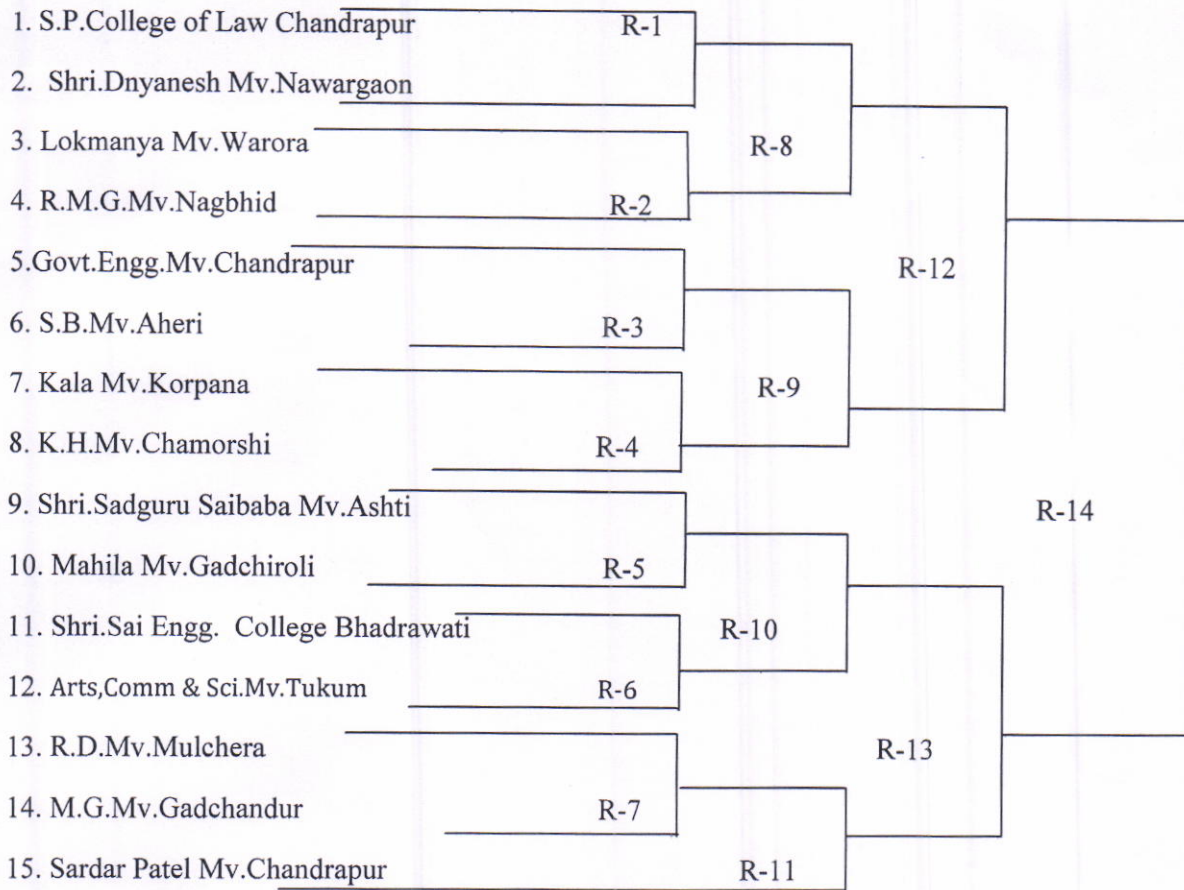 1. S.P.College of Law Chandrapur R-1
2. Shri.Dnyanesh Mv.Nawargaon
3. Lokmanya Mv.Warora R-8
4. R.M.G.Mv.Nagbhid R-2
5.Govt.Engg.Mv.Chandrapur R-12
6. S.B.Mv.Aheri R-3
7. Kala Mv.Korpana R-9
8. K.H.Mv.Chamorshi R-4
9. Shri.Sadguru Saibaba Mv.Ashti R-14
10. Mahila Mv.Gadchiroli R-5
11. Shri.Sai Engg. College Bhadrawati R-10
12. Arts,Comm & Sci.Mv.Tukum R-6
13. R.D.Mv.Mulchera R-13
14. M.G.Mv.Gadchandur R-7
15. Sardar Patel Mv.Chandrapur R-11